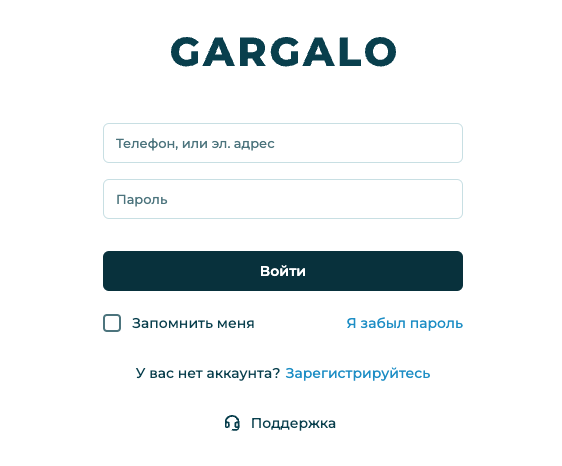 GARGALO
Телефон, или эл. адрес
Пароль
Войти
Запомнить меня
Я забыл пароль
У вас нет аккаунта? Зарегистрируйтесь
Поддержка